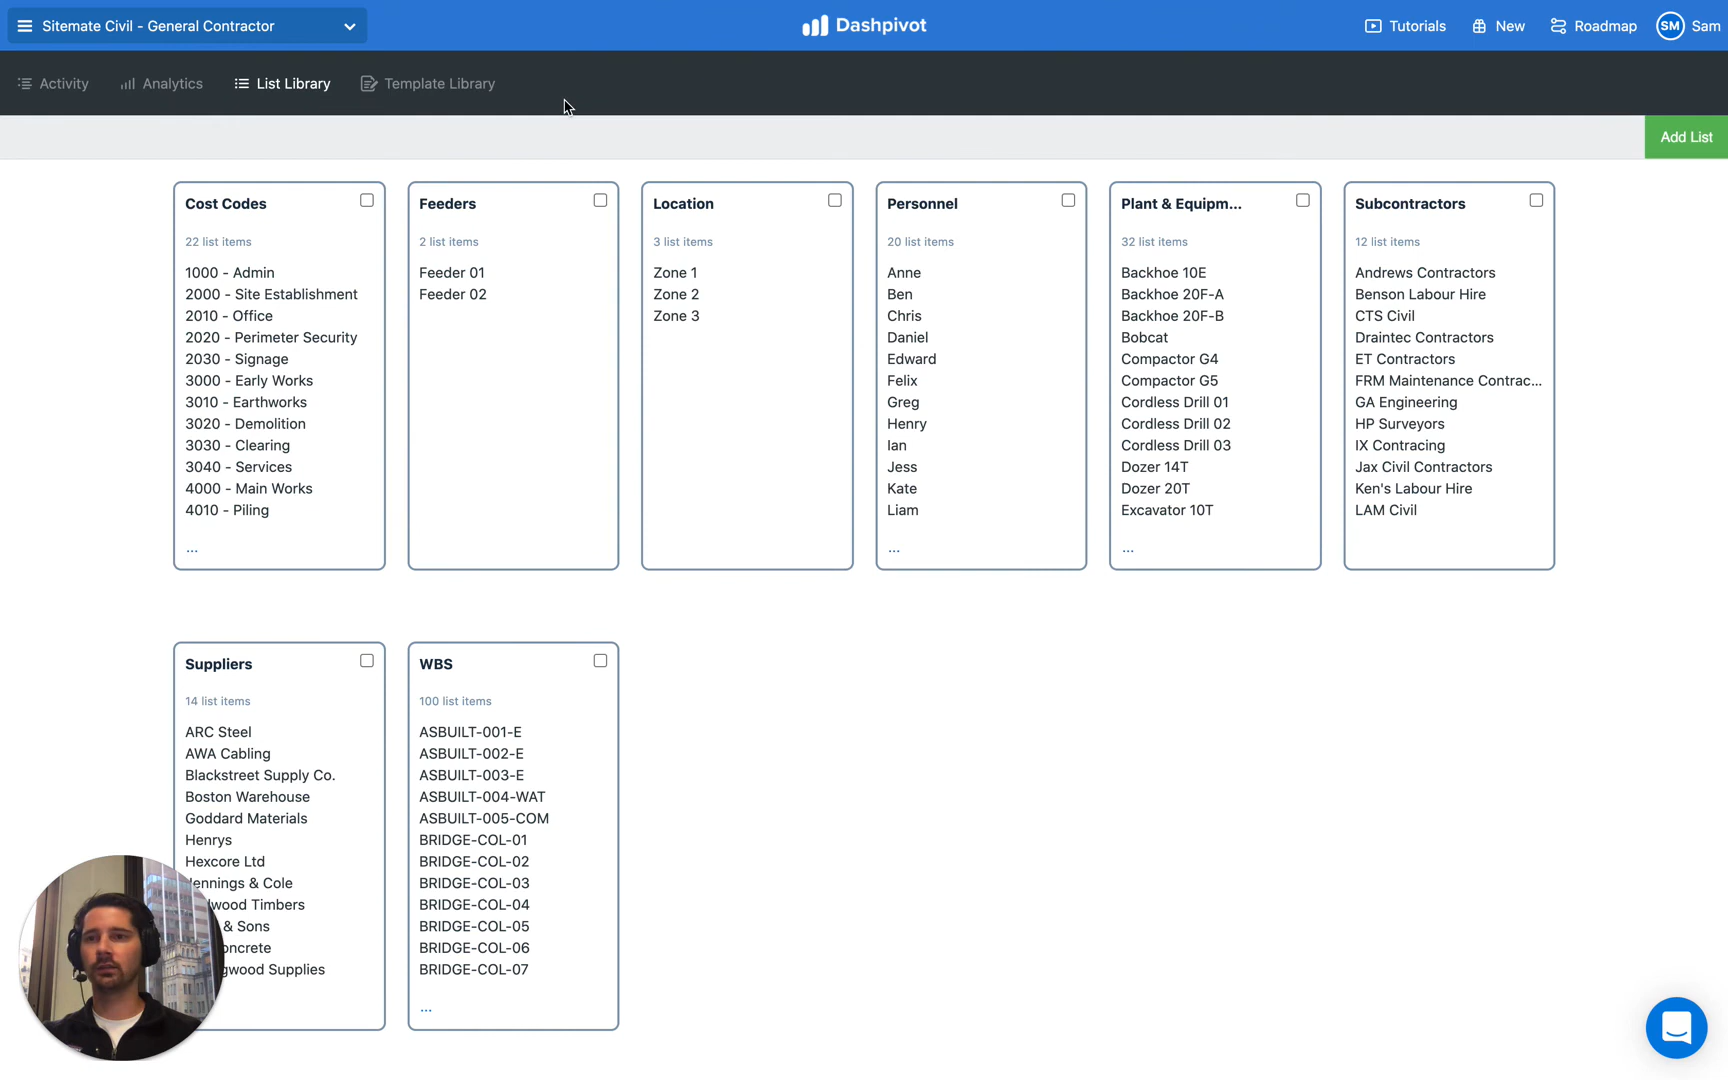 Sitemate Civil - General Contractor
Dashpivot
Tutorials
New
Roadmap
SM
Sam
Activity
Analytics
List Library
Template Library
Add List
Cost Codes
22 list items
1000 - Admin
2000 - Site Establishment
2010 - Office
2020 - Perimeter Security
2030 - Signage
3000 - Early Works
3010 - Earthworks
3020 - Demolition
3030 - Clearing
3040 - Services
4000 - Main Works
4010 - Piling
...
Feeders
2 list items
Feeder 01
Feeder 02
Location
3 list items
Zone 1
Zone 2
Zone 3
Personnel
20 list items
Anne
Ben
Chris
Daniel
Edward
Felix
Greg
Henry
Ian
Jess
Kate
Liam
...
Plant & Equipm...
32 list items
Backhoe 10E
Backhoe 20F-A
Backhoe 20F-B
Bobcat
Compactor G4
Compactor G5
Cordless Drill 01
Cordless Drill 02
Cordless Drill 03
Dozer 14T
Dozer 20T
Excavator 10T
...
Subcontractors
12 list items
Andrews Contractors
Benson Labour Hire
CTS Civil
Draintec Contractors
ET Contractors
FRM Maintenance Contrac...
GA Engineering
HP Surveyors
IX Contracing
Jax Civil Contractors
Ken's Labour Hire
LAM Civil
Suppliers
14 list items
ARC Steel
AWA Cabling
Blackstreet Supply Co.
Boston Warehouse
Goddard Materials
Henrys
Hexcore Ltd
& Cole
Timbers
& Sons
Supplies
WBS
100 list items
ASBUILT-001-E
ASBUILT-002-E
ASBUILT-003-E
ASBUILT-004-WAT
ASBUILT-005-COM
BRIDGE-COL-01
BRIDGE-COL-02
BRIDGE-COL-03
BRIDGE-COL-04
BRIDGE-COL-05
BRIDGE-COL-06
BRIDGE-COL-07
...